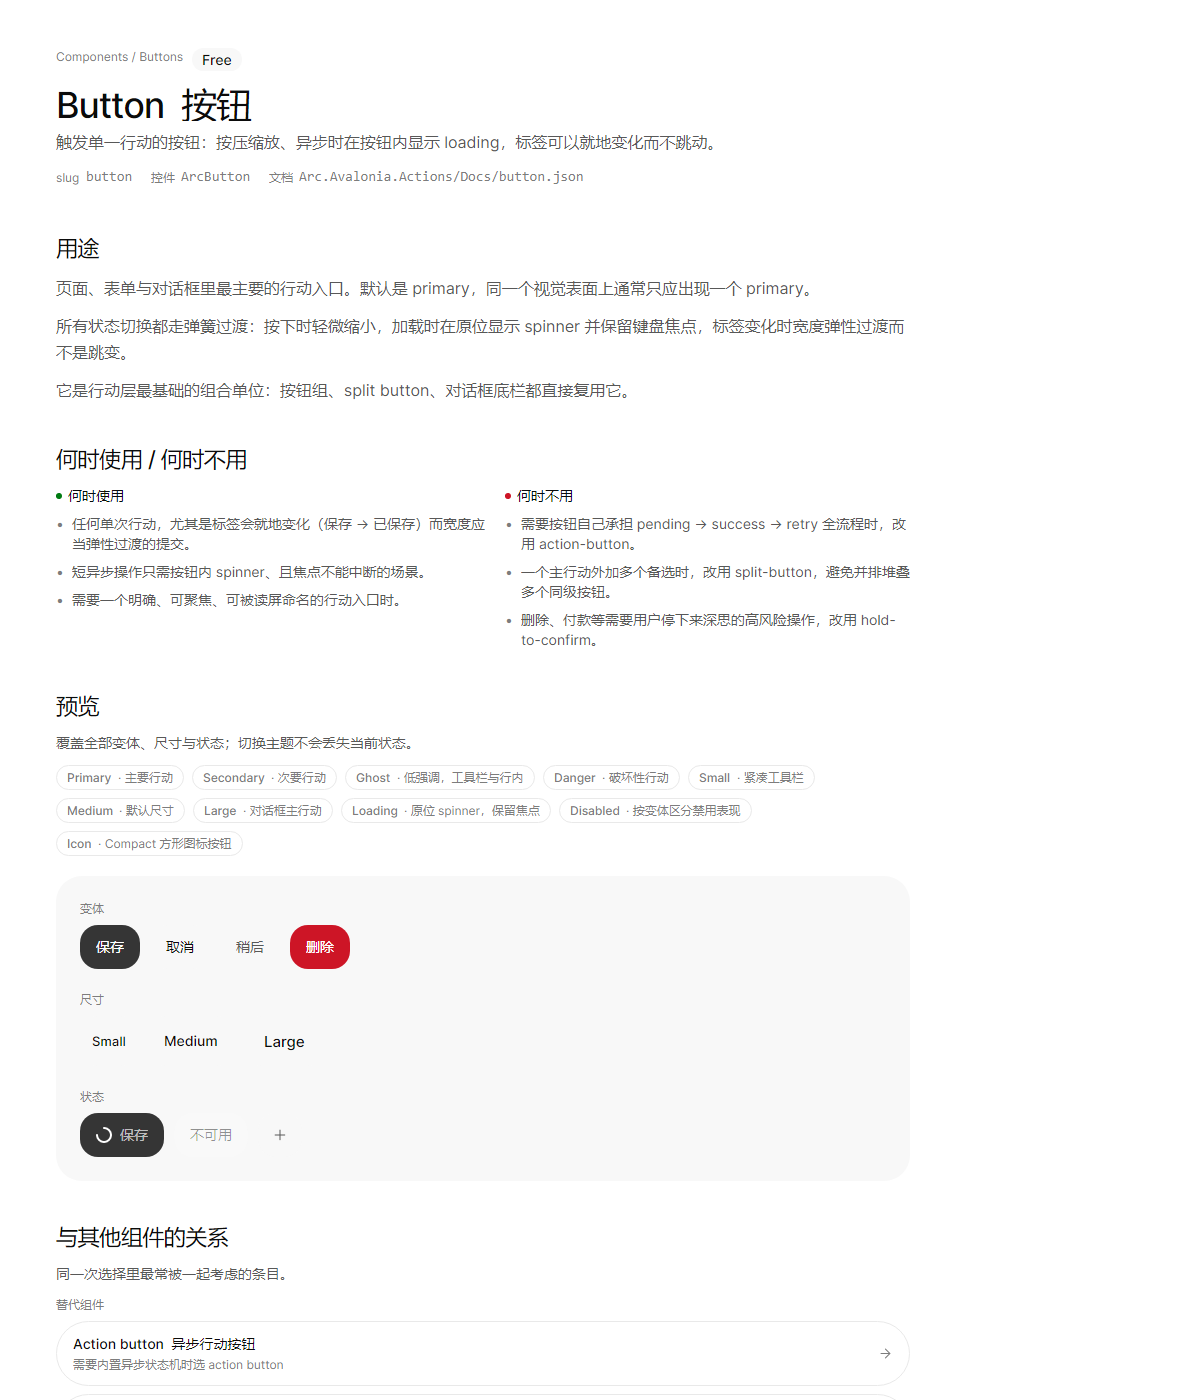 Components / Buttons Free
Button 按钮
触发单一行动的按钮：按压缩放、异步时在按钮内显示 loading，标签可以就地变化而不跳动。
slug button 控件 ArcButton 文档 Arc.Avalonia.Actions/Docs/button.json
用途
页面、表单与对话框里最主要的行动入口。默认是 primary，同一个视觉表面上通常只应出现一个 primary。
所有状态切换都走弹簧过渡：按下时轻微缩小，加载时在原位显示 spinner 并保留键盘焦点，标签变化时宽度弹性过渡而
不是跳变。
它是行动层最基础的组合单位：按钮组、split button、对话框底栏都直接复用它。
何时使用 / 何时不用
何时使用
• 任何单次行动，尤其是标签会就地变化（保存 → 已保存）而宽度应
当弹性过渡的提交。
• 短异步操作只需按钮内 spinner、且焦点不能中断的场景。
• 需要一个明确、可聚焦、可被读屏命名的行动入口时。
何时不用
• 需要按钮自己承担 pending → success → retry 全流程时，改
用 action-button。
• 一个主行动外加多个备选时，改用 split-button，避免并排堆叠
多个同级按钮。
• 删除、付款等需要用户停下来深思的高风险操作，改用 hold-
to-confirm。
预览
覆盖全部变体、尺寸与状态；切换主题不会丢失当前状态。
Primary · 主要行动 Secondary · 次要行动 Ghost · 低强调，工具栏与行内 Danger · 破坏性行动 Small · 紧凑工具栏
Medium · 默认尺寸 Large · 对话框主行动 Loading · 原位 spinner，保留焦点 Disabled · 按变体区分禁用表现
Icon · Compact 方形图标按钮
变体
保存 取消 稍后 删除
尺寸
Small Medium Large
状态
保存 不可用 +
与其他组件的关系
同一次选择里最常被一起考虑的条目。
替代组件
Action button 异步行动按钮
需要内置异步状态机时选 action button